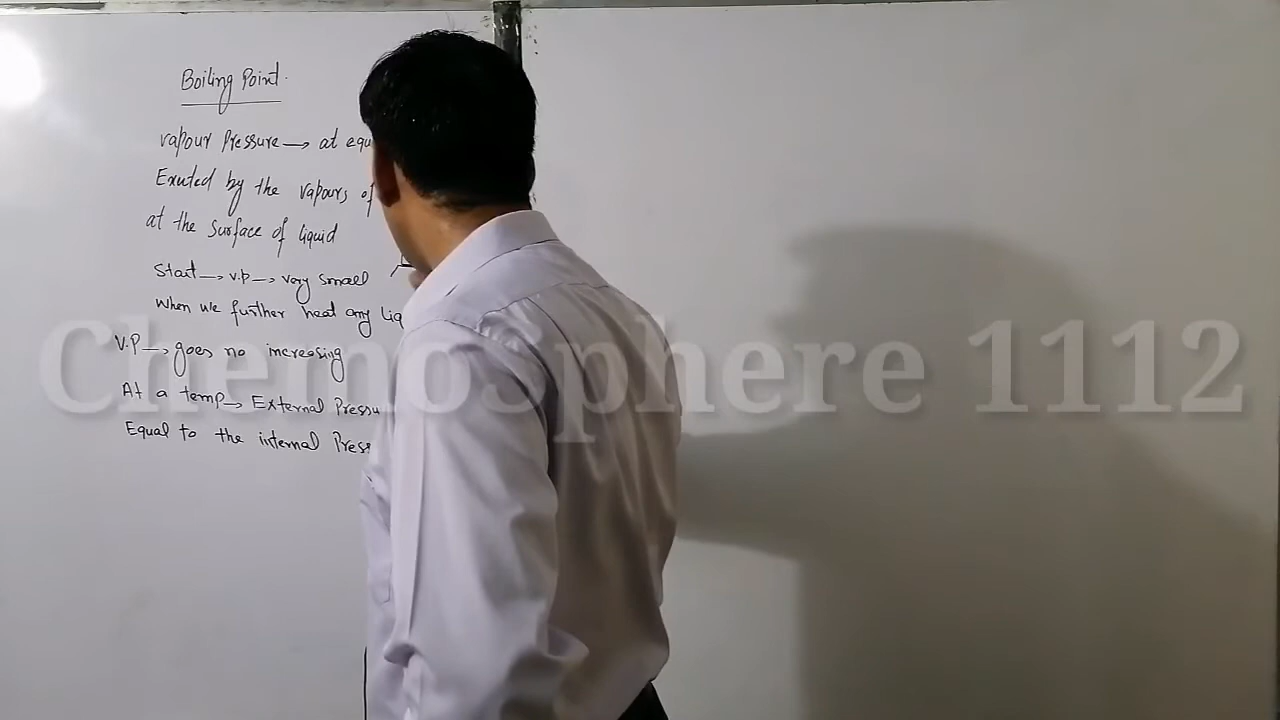 Boiling Point.
Vapour Pressure → at equ
Exuted by the vapours of
at the surface of liquid
Start → v.p → very small
when we further heat any Liq
V.P → goes no increasing
At a temp → External Pressu
Equal to the internal Press
Chemosphere 1112